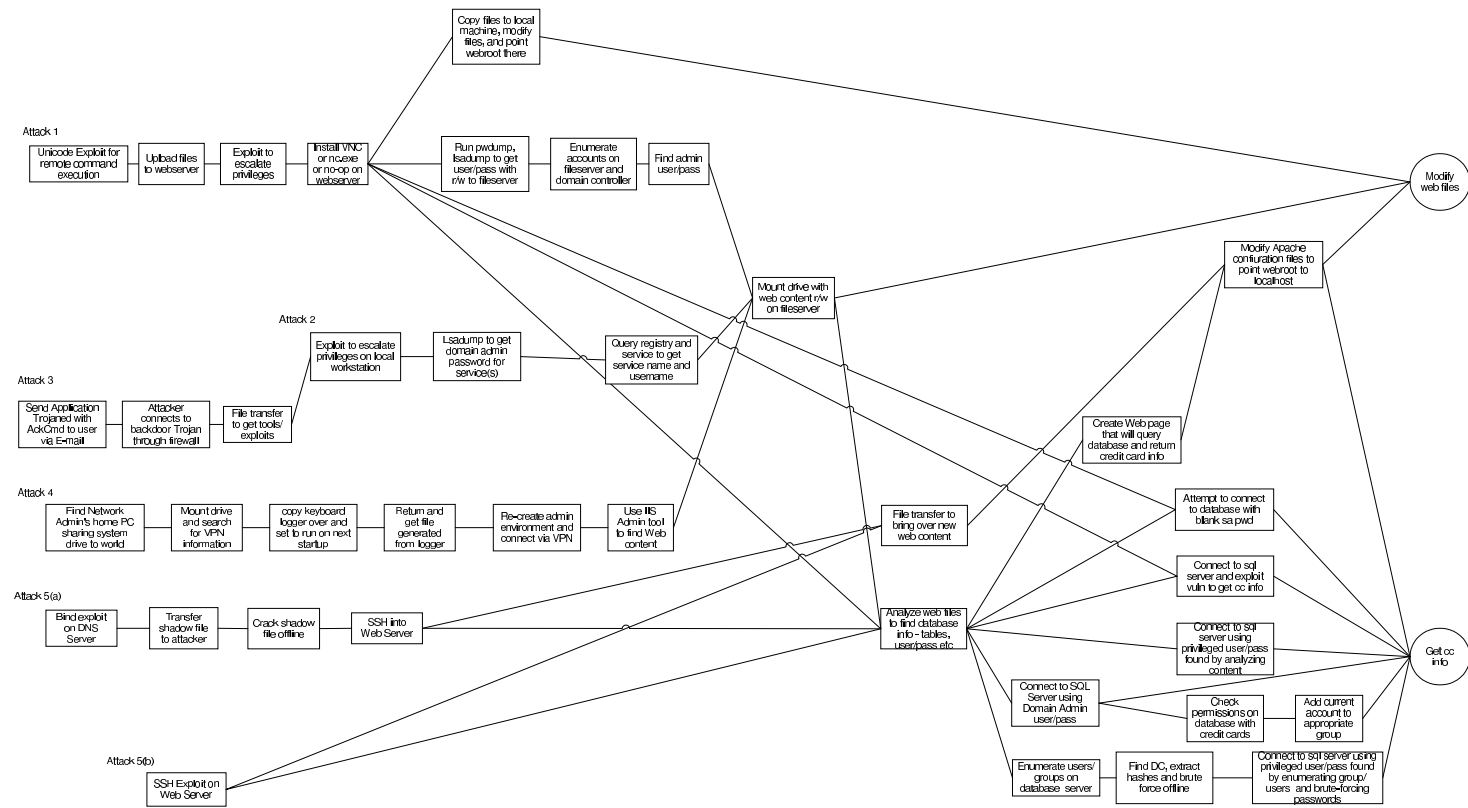 Copy files to local
machine, modify
files, and point
webroot there
Attack 1
Unicode Exploit for
remote command
execution
Upload files
to webserver
Exploit to
escalate
privileges
Install VNC
or nc.exe
or no-op on
webserver
Run pwdump,
lsadump to get
user/pass with
r/w to fileserver
Enumerate
accounts on
fileserver and
domain controller
Find admin
user/pass
Modify
web files
Modify Apache
confiuration files to
point webroot to
localhost
Mount drive with
web content r/w
on fileserver
Attack 2
Exploit to escalate
privileges on local
workstation
Lsadump to get
domain admin
password for
service(s)
Query registry and
service to get
service name and
username
Attack 3
Send Application
Trojaned with
AckCmd to user
via E-mail
Attacker
connects to
backdoor Trojan
through firewall
File transfer
to get tools/
exploits
Create Web page
that will query
database and return
credit card info
Attack 4
Find Network
Admin's home PC
sharing system
drive to world
Mount drive
and search
for VPN
information
copy keyboard
logger over and
set to run on next
startup
Return and
get file
generated
from logger
Re-create admin
environment and
connect via VPN
Use IIS
Admin tool
to find Web
content
File transfer to
bring over new
web content
Attempt to connect
to database with
blank sa pwd
Connect to sql
server and exploit
vuln to get cc info
Attack 5(a)
Bind exploit
on DNS
Server
Transfer
shadow file
to attacker
Crack shadow
file offline
SSH into
Web Server
Analyze web files
to find database
info - tables,
user/pass etc
Connect to sql
server using
privileged user/pass
found by analyzing
content
Get cc
info
Connect to SQL
Server using
Domain Admin
user/pass
Check
permissions on
database with
credit cards
Add current
account to
appropriate
group
Attack 5(b)
SSH Exploit on
Web Server
Enumerate users/
groups on
database server
Find DC, extract
hashes and brute
force offline
Connect to sql server using
privileged user/pass found
by enumerating group/
users and brute-forcing
passwords